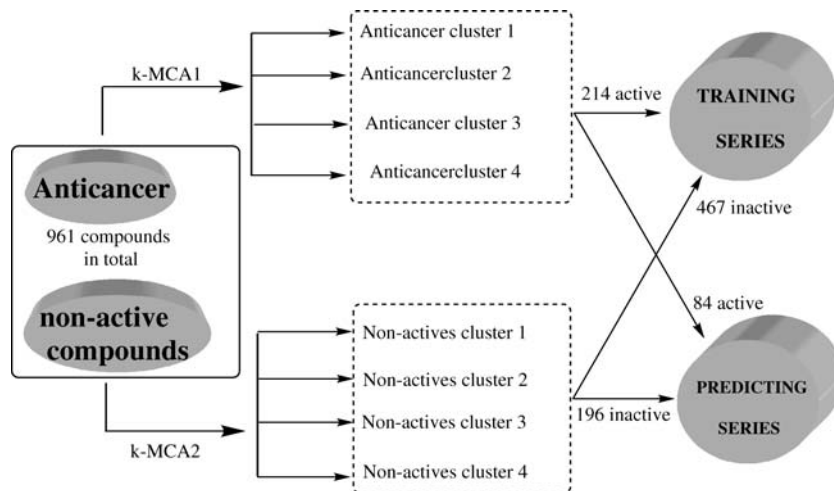 k-MCA1
Anticancer cluster 1
Anticancercluster 2
Anticancer cluster 3
Anticancercluster 4
214 active
TRAINING
SERIES
Anticancer
961 compounds
in total
non-active
compounds
467 inactive
84 active
k-MCA2
Non-actives cluster 1
Non-actives cluster 2
Non-actives cluster 3
Non-actives cluster 4
196 inactive
PREDICTING
SERIES